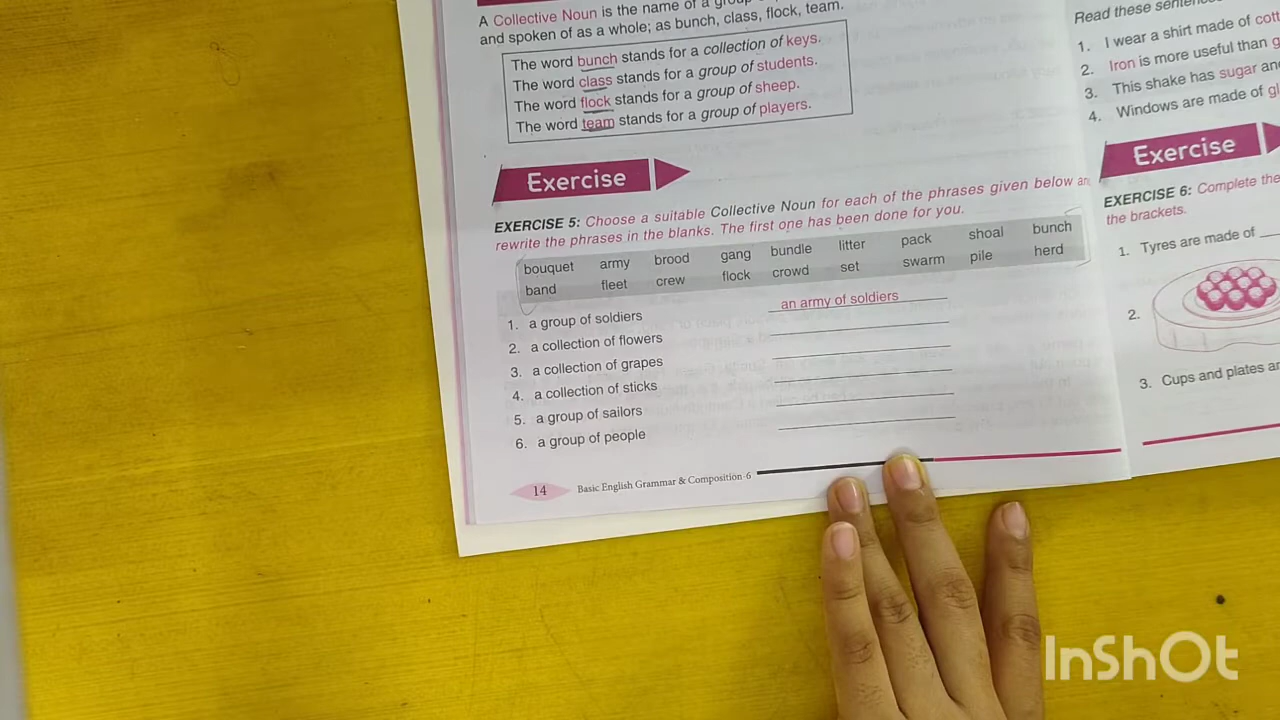 A Collective Noun is the name of a group
and spoken of as a whole; as bunch, class, flock, team.
The word bunch stands for a collection of keys.
The word class stands for a group of students.
The word flock stands for a group of sheep.
The word team stands for a group of players.
Exercise
EXERCISE 5: Choose a suitable Collective Noun for each of the phrases given below
rewrite the phrases in the blanks. The first one has been done for you.
bouquet army brood gang bundle litter pack shoal bunch
band fleet crew flock crowd set swarm pile herd
1. a group of soldiers an army of soldiers
2. a collection of flowers
3. a collection of grapes
4. a collection of sticks
5. a group of sailors
6. a group of people
14 Basic English Grammar & Composition-6
Read these
1. I wear a shirt made of
2. Iron is more useful than
3. This shake has sugar
4. Windows are made of
Exercise
EXERCISE 6: Complete the
the brackets.
1. Tyres are made of
2.
3. Cups and plates
InShOt